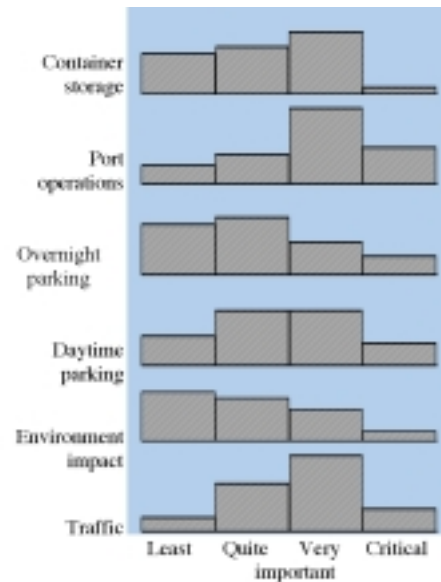 Container
storage
Port
operations
Overnight
parking
Daytime
parking
Environment
impact
Traffic
Least Quite Very Critical
important